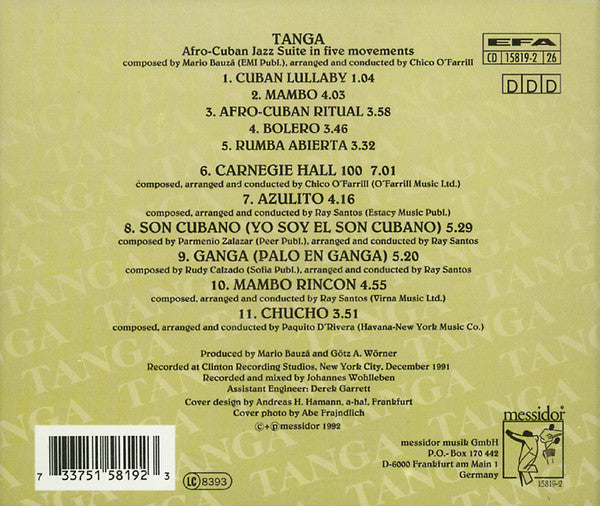 TANGA
Afro-Cuban Jazz Suite in five movements
composed by Mario Bauzá (EMI Publ.), arranged and conducted by Chico O'Farrill
1. CUBAN LULLABY 1.04
2. MAMBO 4.03
3. AFRO-CUBAN RITUAL 3.58
4. BOLERO 3.46
5. RUMBA ABIERTA 3.32
6. CARNEGIE HALL 100 7.01
composed, arranged and conducted by Chico O'Farrill (O'Farrill Music Ltd.)
7. AZULITO 4.16
composed, arranged and conducted by Ray Santos (Estacy Music Publ.)
8. SON CUBANO (YO SOY EL SON CUBANO) 5.29
composed by Parmenio Zalazar (Peer Publ.), arranged and conducted by Ray Santos
9. GANGA (PALO EN GANGA) 5.20
composed by Rudy Calzado (Sofia Publ.), arranged and conducted by Ray Santos
10. MAMBO RINCON 4.55
composed, arranged and conducted by Ray Santos (Virna Music Ltd.)
11. CHUCHO 3.51
composed, arranged and conducted by Paquito D'Rivera (Havana-New York Music Co.)
Produced by Mario Bauzá and Götz A. Wörner
Recorded at Clinton Recording Studios, New York City, December 1991
Recorded and mixed by Johannes Wohlleben
Assistant Engineer: Derek Garrett
Cover design by Andreas H. Hamann, a-ha!, Frankfurt
Cover photo by Abe Frajndlich
©+℗ messidor 1992
EFA
CD 15819-2 26
DDD
messidor musik GmbH
P.O.- Box 170 442
D-6000 Frankfurt am Main 1
Germany
messidor
15819-2
7 33751 58192 3
LC 8393
TANGA TANGA TANGA